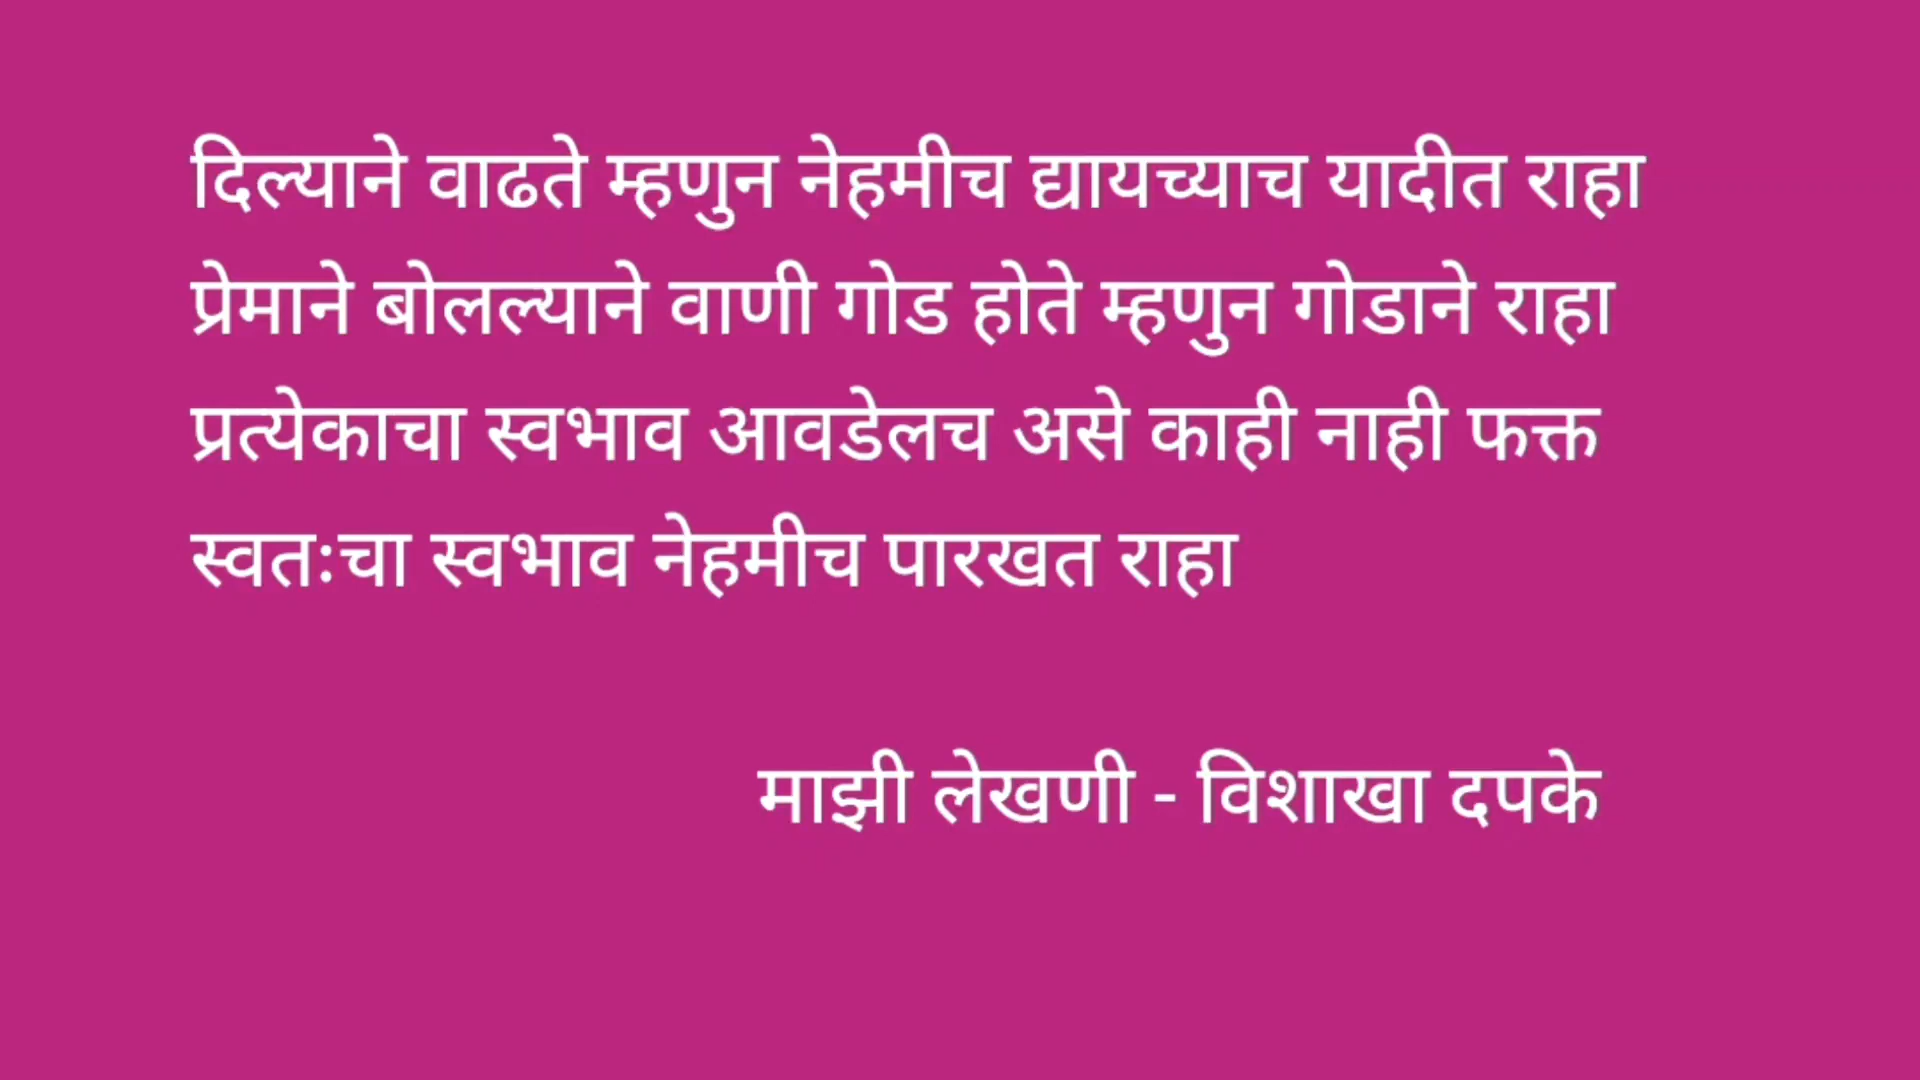 दिल्याने वाढते म्हणुन नेहमीच द्यायच्याच यादीत राहा
प्रेमाने बोलल्याने वाणी गोड होते म्हणुन गोडाने राहा
प्रत्येकाचा स्वभाव आवडेलच असे काही नाही फक्त
स्वतःचा स्वभाव नेहमीच पारखत राहा
माझी लेखणी - विशाखा दपके